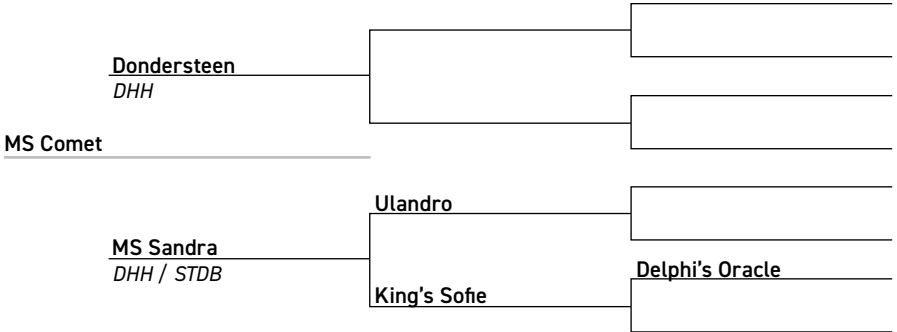 Dondersteen
DHH
MS Comet
Ulandro
MS Sandra
DHH / STDB
Delphi's Oracle
King's Sofie